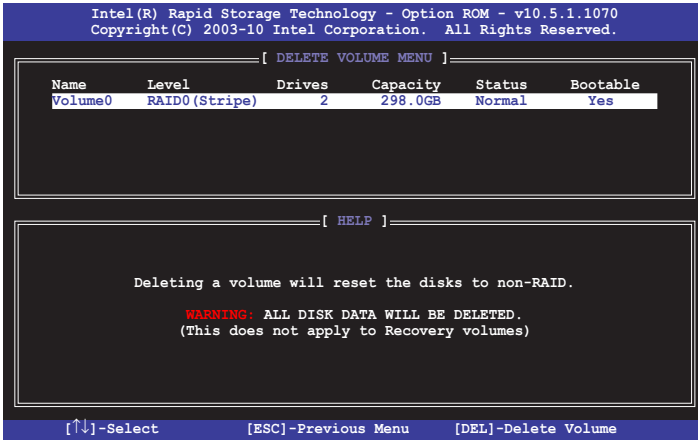 Intel(R) Rapid Storage Technology - Option ROM - v10.5.1.1070
Copyright(C) 2003-10 Intel Corporation. All Rights Reserved.
[ DELETE VOLUME MENU ]
Name Level Drives Capacity Status Bootable
Volume0 RAID0(Stripe) 2 298.0GB Normal Yes
[ HELP ]
Deleting a volume will reset the disks to non-RAID.
WARNING: ALL DISK DATA WILL BE DELETED.
(This does not apply to Recovery volumes)
[↑↓]-Select [ESC]-Previous Menu [DEL]-Delete Volume